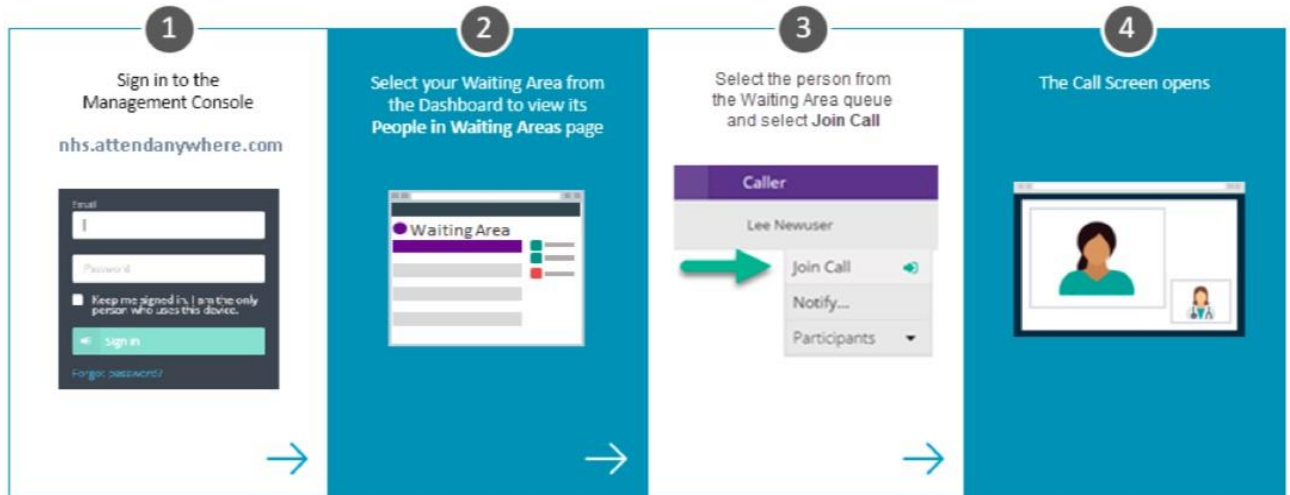 1
Sign in to the
Management Console
nhs.attendanywhere.com
Email
Password
Keep me signed in. I am the only
person who uses this device.
Sign in
Forgot password?
2
Select your Waiting Area from
the Dashboard to view its
People in Waiting Areas page
Waiting Area
3
Select the person from
the Waiting Area queue
and select Join Call
Caller
Lee Newuser
Join Call
Notify...
Participants
4
The Call Screen opens